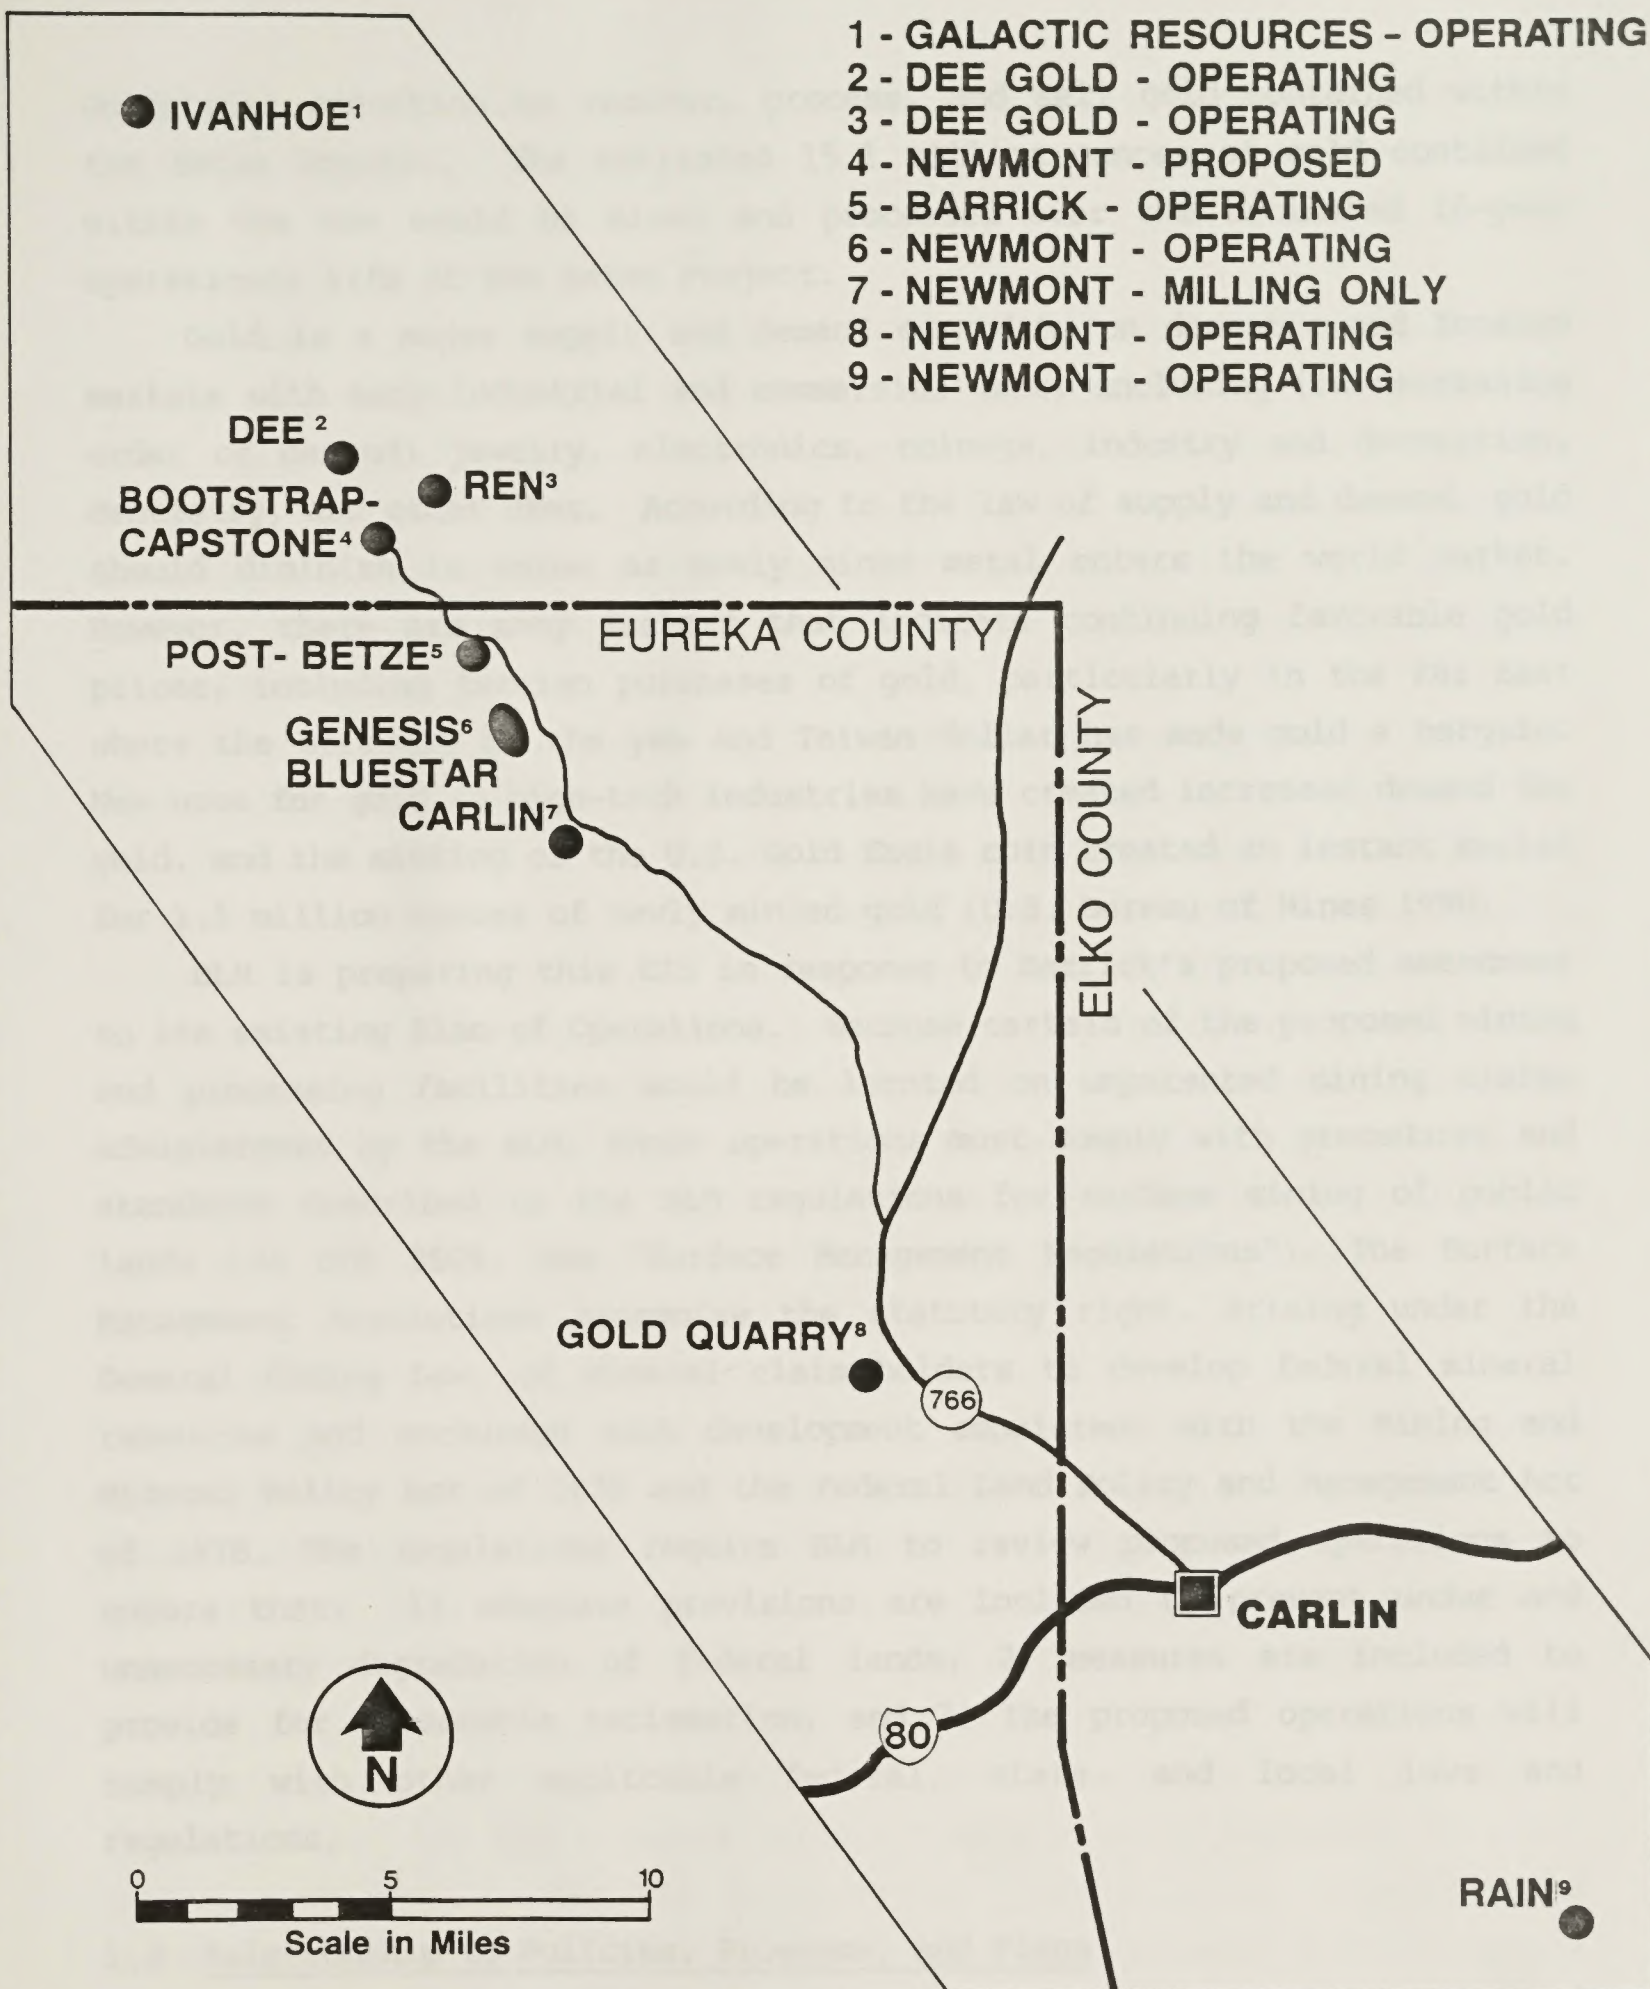 1 - GALACTIC RESOURCES - OPERATING
2 - DEE GOLD - OPERATING
3 - DEE GOLD - OPERATING
4 - NEWMONT - PROPOSED
5 - BARRICK - OPERATING
6 - NEWMONT - OPERATING
7 - NEWMONT - MILLING ONLY
8 - NEWMONT - OPERATING
9 - NEWMONT - OPERATING
IVANHOE¹
DEE ²
REN³
BOOTSTRAP-
CAPSTONE⁴
EUREKA COUNTY
POST- BETZE⁵
ELKO COUNTY
GENESIS⁶
BLUESTAR
CARLIN⁷
GOLD QUARRY⁸
766
CARLIN
80
N
0 5 10
Scale in Miles
RAIN⁹